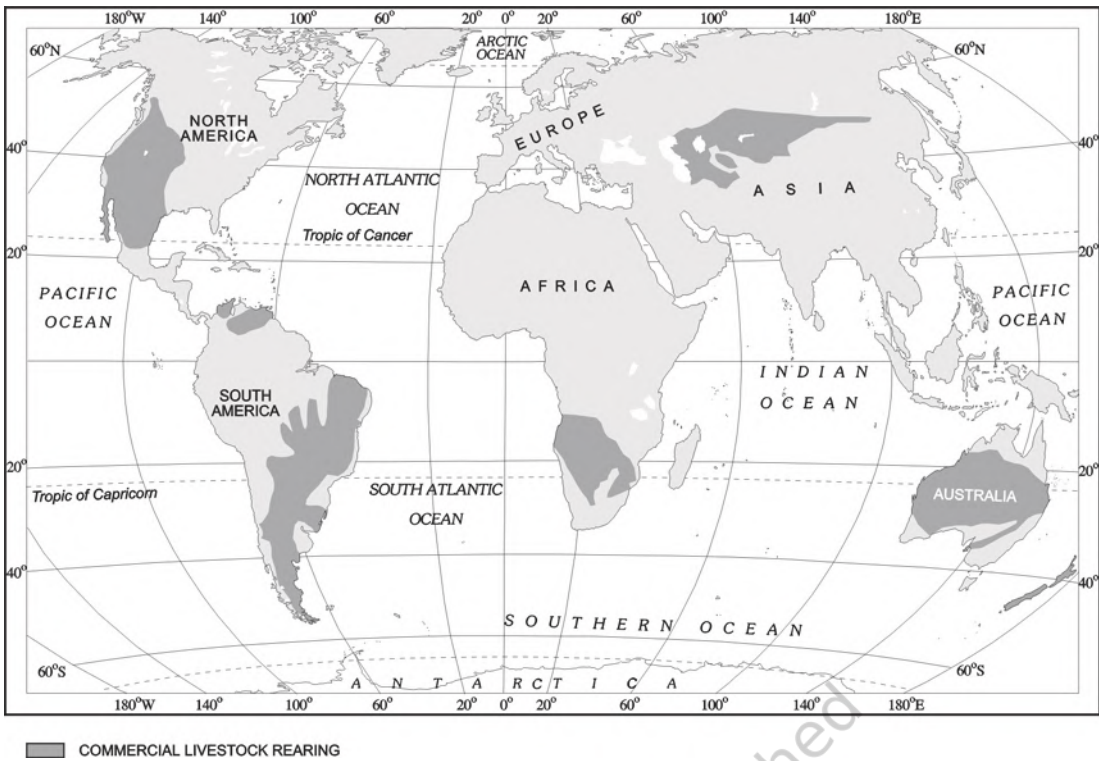 180°W 140° 100° 60° 20° 0° 20° 60° 100° 140° 180°E
ARCTIC
OCEAN
60°N
60°N
NORTH
AMERICA
EUROPE
40°
40°
ASIA
NORTH ATLANTIC
OCEAN
Tropic of Cancer
20°
20°
PACIFIC
OCEAN
AFRICA
PACIFIC
OCEAN
INDIAN
OCEAN
SOUTH
AMERICA
20°
20°
Tropic of Capricorn
SOUTH ATLANTIC
OCEAN
AUSTRALIA
40°
40°
SOUTHERN OCEAN
60°S
60°S
ANTARCTICA
180°W 140° 100° 60° 20° 0° 20° 60° 100° 140° 180°E
COMMERCIAL LIVESTOCK REARING